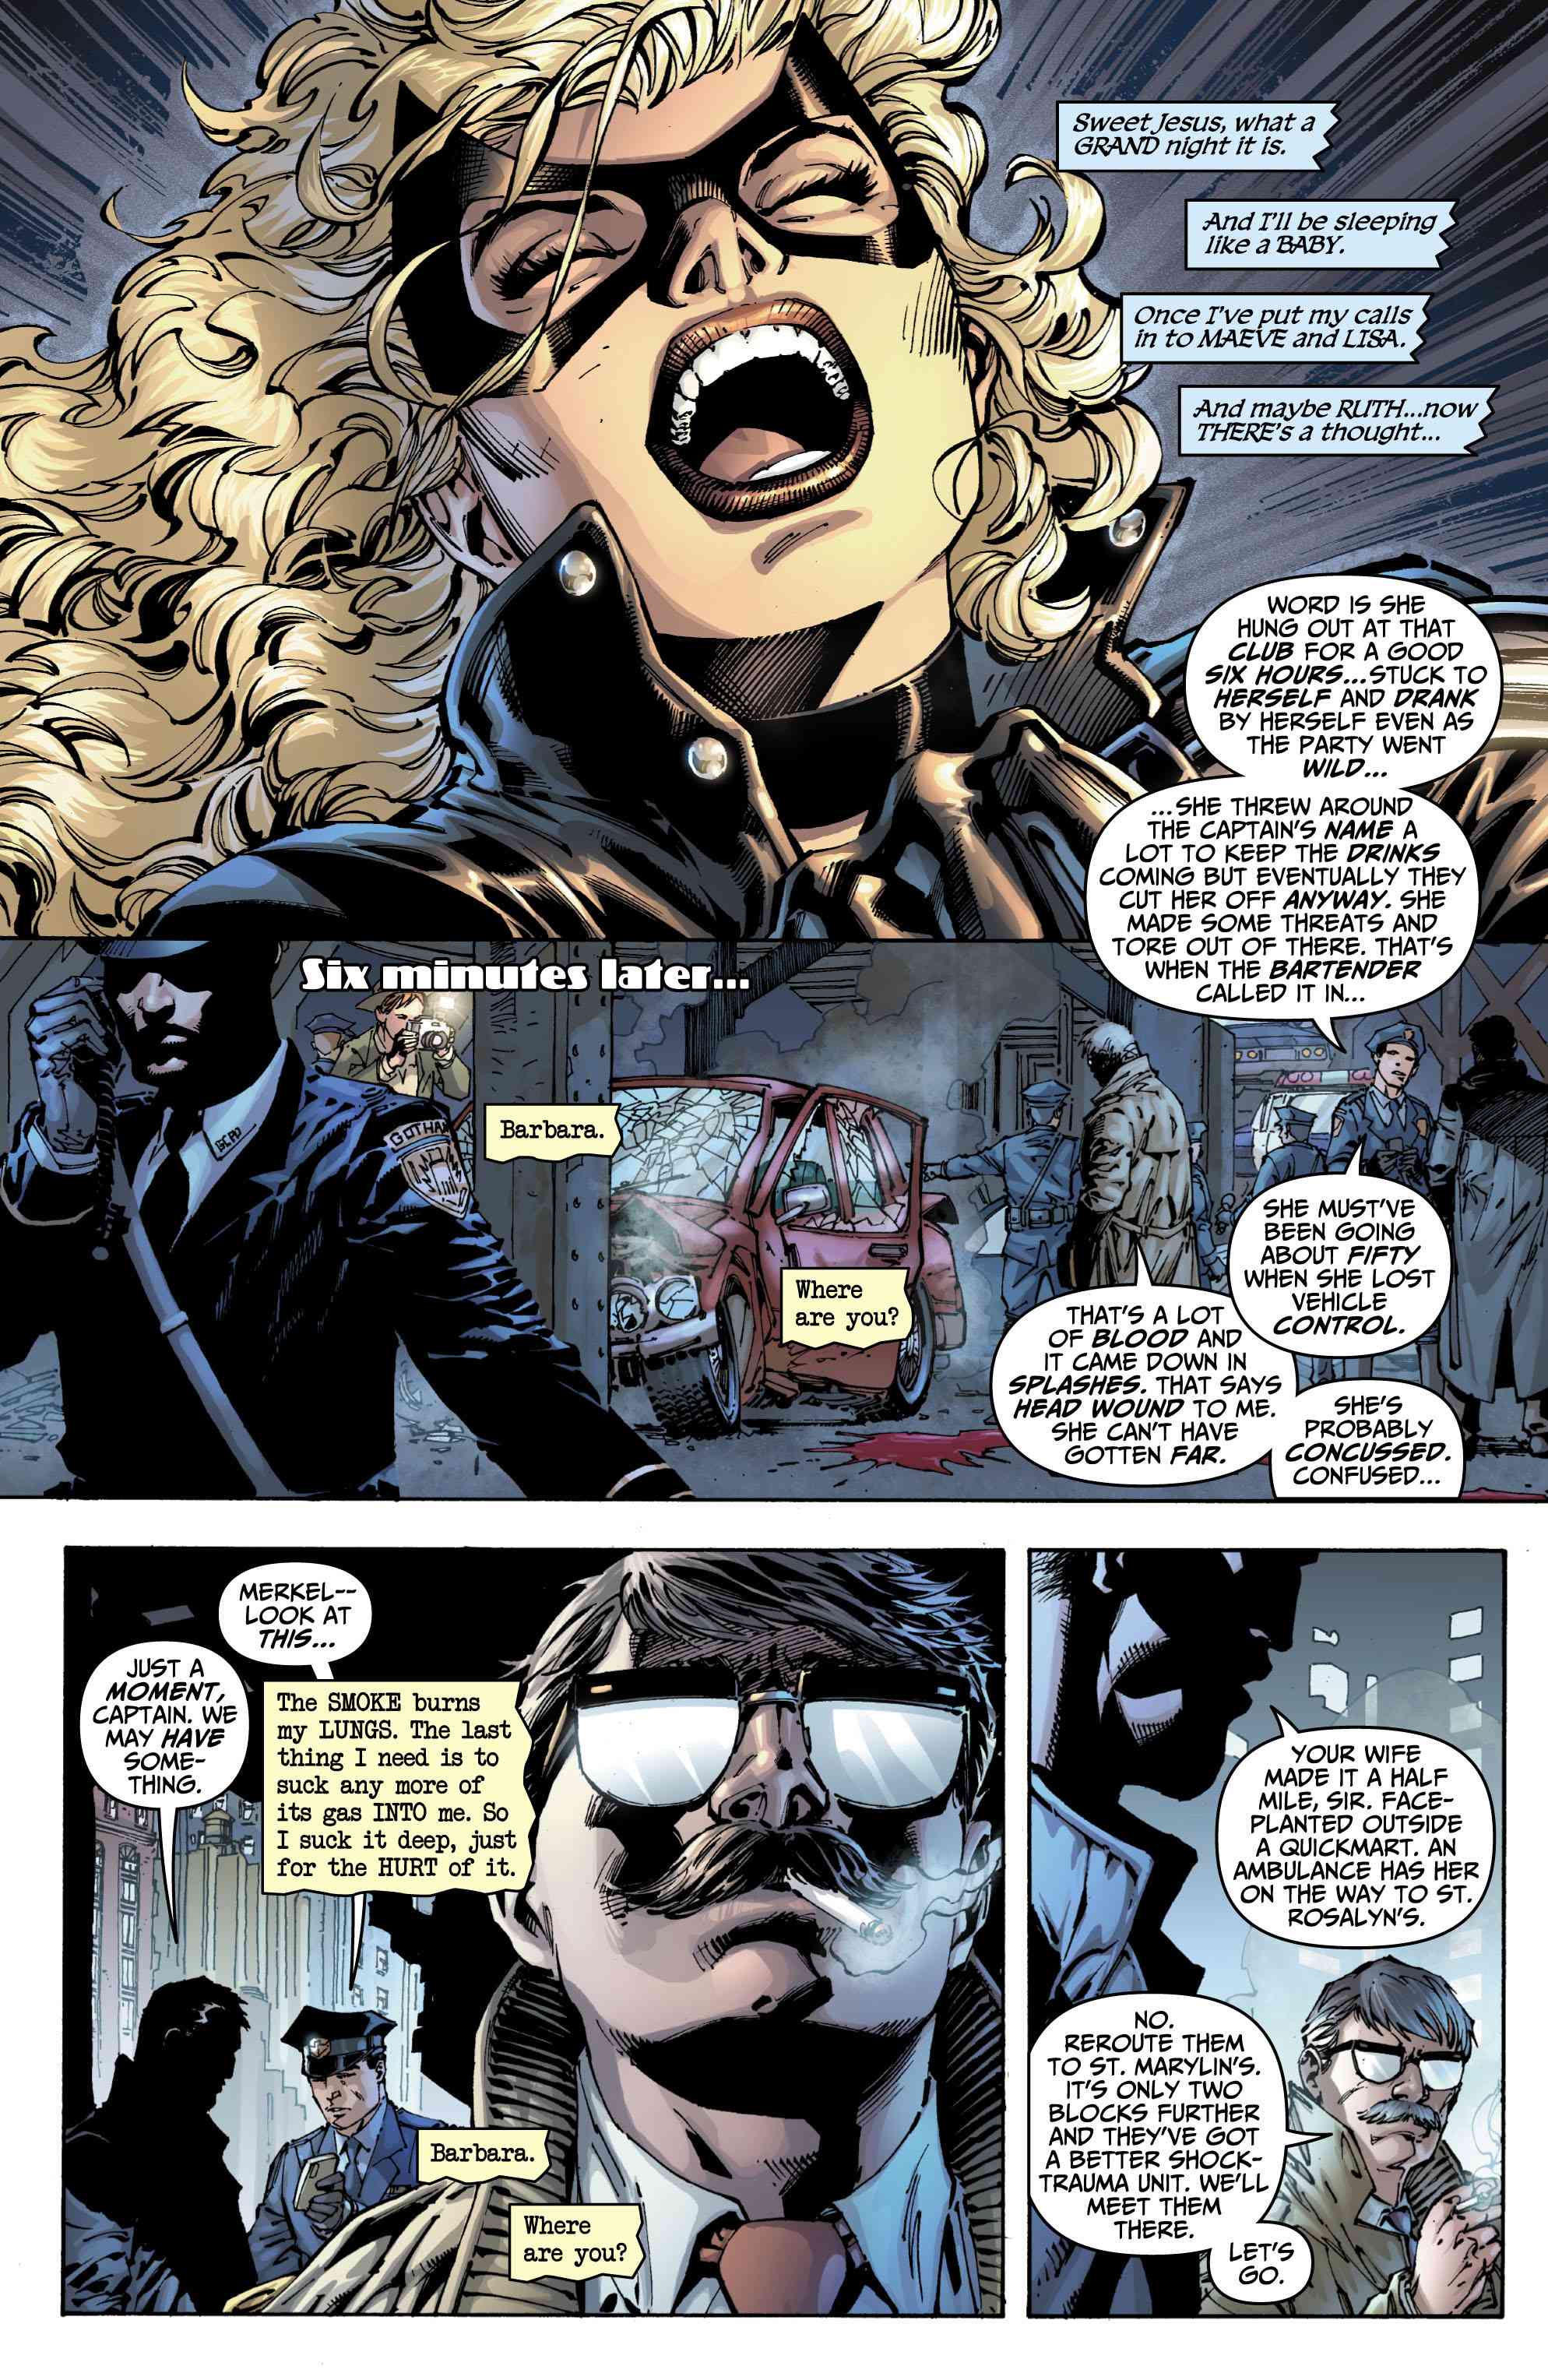 Sweet Jesus, what a
GRAND night it is.
And I'll be sleeping
like a BABY.
Once I've put my calls
in to MAEVE and LISA.
And maybe RUTH...now
THERE's a thought...
WORD IS SHE
HUNG OUT AT THAT
CLUB FOR A GOOD
SIX HOURS...STUCK TO
HERSELF AND DRANK
BY HERSELF EVEN AS
THE PARTY WENT
WILD...
...SHE THREW AROUND
THE CAPTAIN'S NAME A
LOT TO KEEP THE DRINKS
COMING BUT EVENTUALLY THEY
CUT HER OFF ANYWAY. SHE
MADE SOME THREATS AND
TORE OUT OF THERE. THAT'S
WHEN THE BARTENDER
CALLED IT IN...
Six minutes later...
GCPD
GOTHAM
Barbara.
Where
are you?
SHE MUST'VE
BEEN GOING
ABOUT FIFTY
WHEN SHE LOST
VEHICLE
CONTROL.
THAT'S A LOT
OF BLOOD AND
IT CAME DOWN IN
SPLASHES. THAT SAYS
HEAD WOUND TO ME.
SHE CAN'T HAVE
GOTTEN FAR.
SHE'S
PROBABLY
CONCUSSED.
CONFUSED...
MERKEL--
LOOK AT
THIS...
JUST A
MOMENT,
CAPTAIN. WE
MAY HAVE
SOME-
THING.
The SMOKE burns
my LUNGS. The last
thing I need is to
suck any more of
its gas INTO me. So
I suck it deep, just
for the HURT of it.
Barbara.
Where
are you?
YOUR WIFE
MADE IT A HALF
MILE, SIR. FACE-
PLANTED OUTSIDE
A QUICKMART. AN
AMBULANCE HAS HER
ON THE WAY TO ST.
ROSALYN'S.
NO.
REROUTE THEM
TO ST. MARYLIN'S.
IT'S ONLY TWO
BLOCKS FURTHER
AND THEY'VE GOT
A BETTER SHOCK-
TRAUMA UNIT. WE'LL
MEET THEM
THERE.
LET'S
GO.